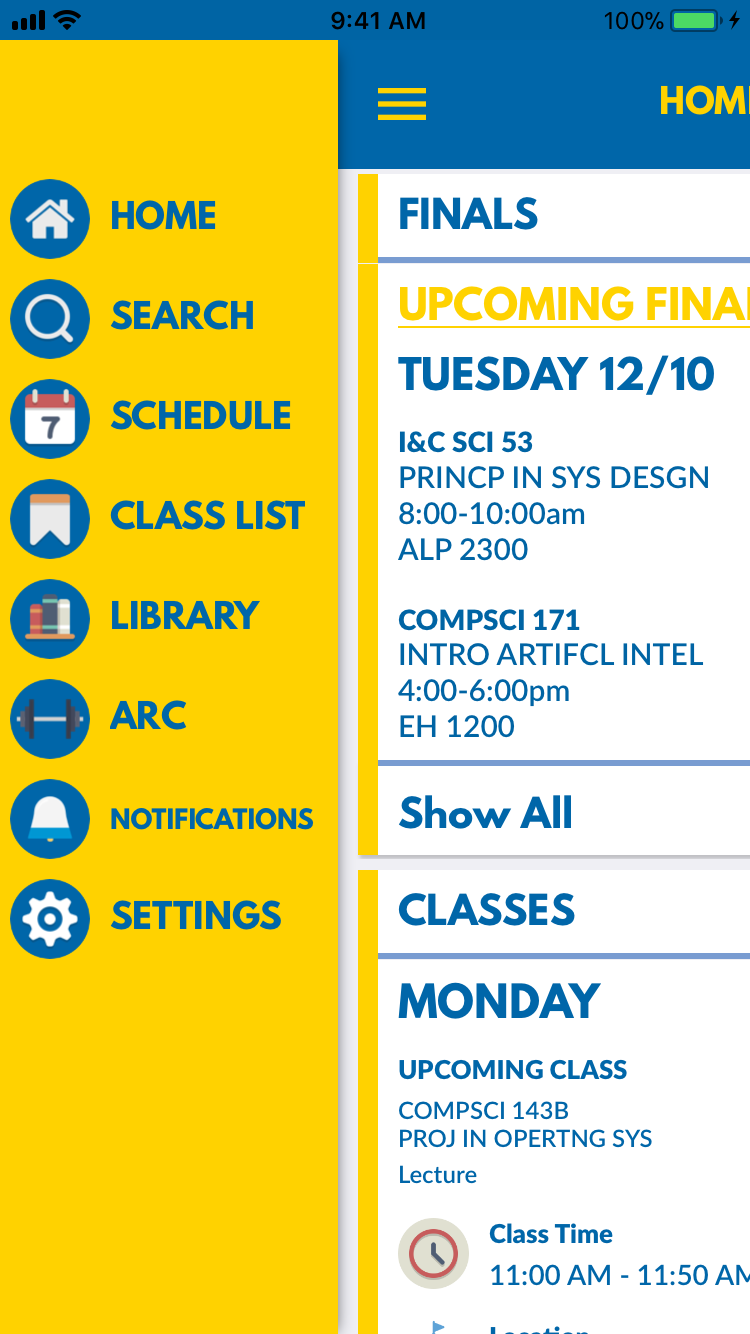 9:41 AM
100%
HOME
SEARCH
SCHEDULE
7
CLASS LIST
LIBRARY
ARC
NOTIFICATIONS
SETTINGS
HOM
FINALS
UPCOMING FINA
TUESDAY 12/10
I&C SCI 53
PRINCP IN SYS DESGN
8:00-10:00am
ALP 2300
COMPSCI 171
INTRO ARTIFCL INTEL
4:00-6:00pm
EH 1200
Show All
CLASSES
MONDAY
UPCOMING CLASS
COMPSCI 143B
PROJ IN OPERTNG SYS
Lecture
Class Time
11:00 AM - 11:50 AM
Location